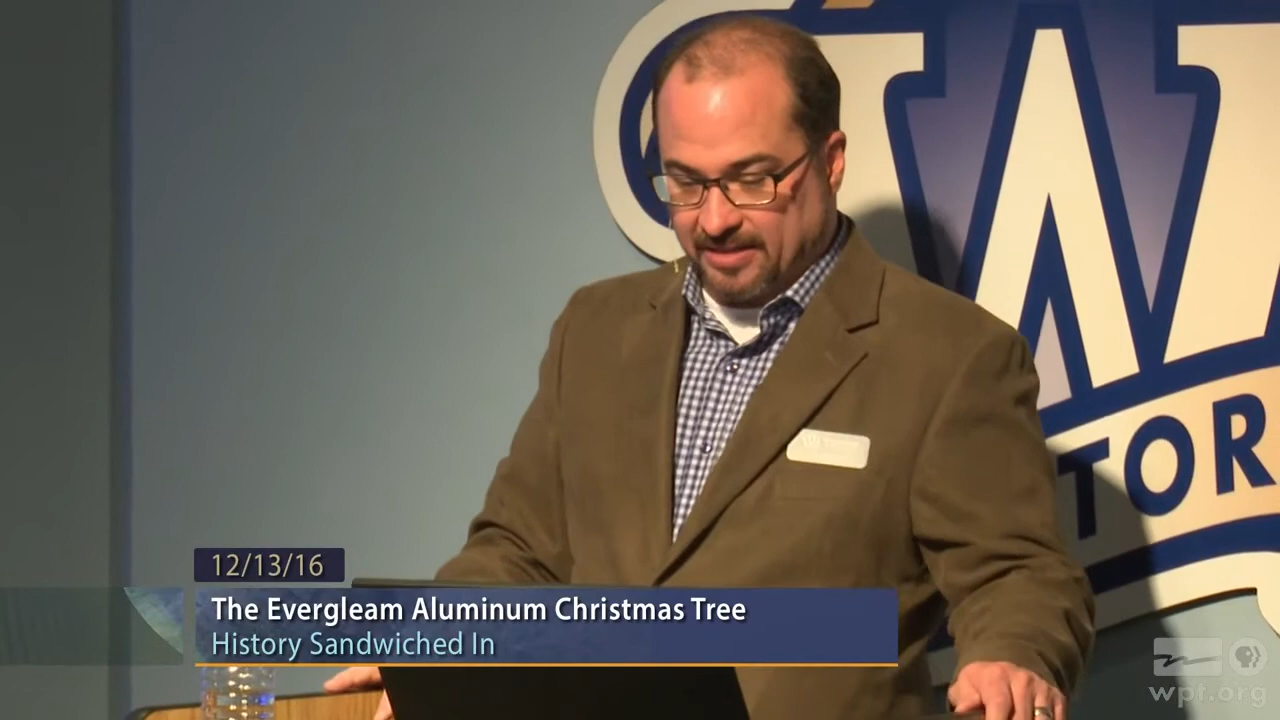 W
TOR
12/13/16
The Evergleam Aluminum Christmas Tree
History Sandwiched In
wpt.org